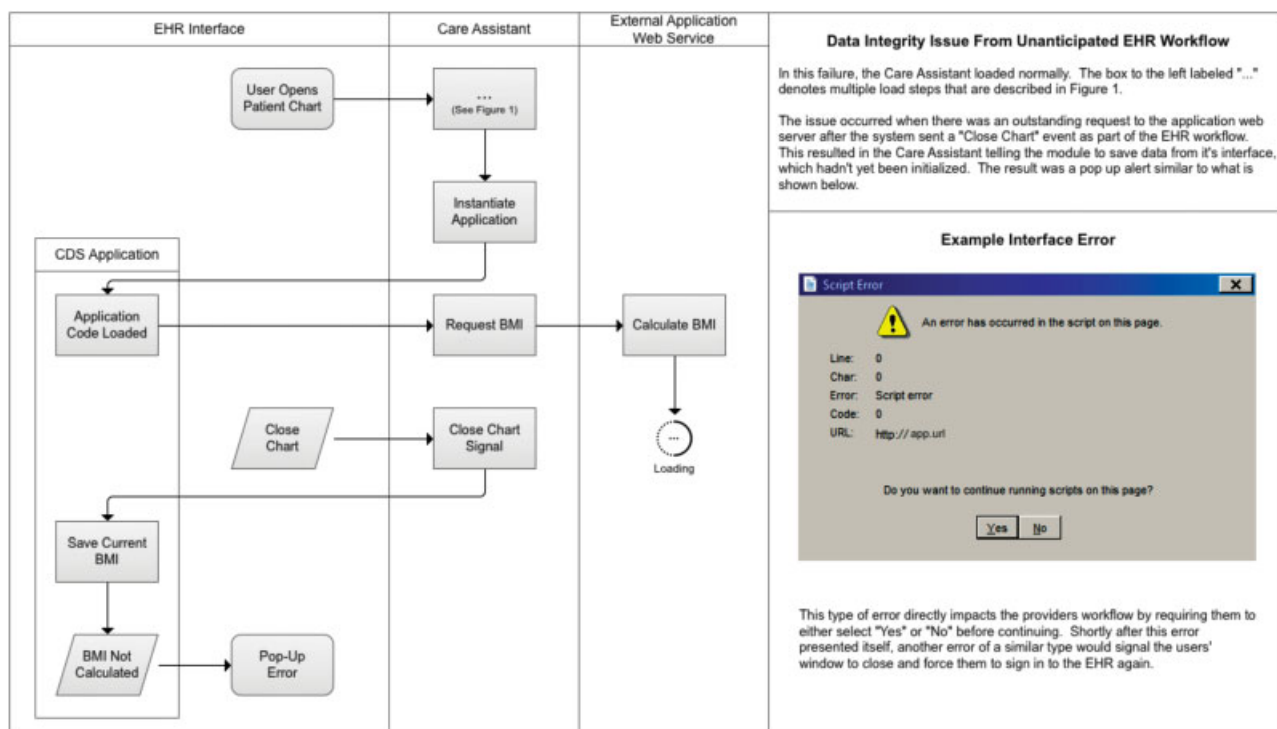 EHR Interface
Care Assistant
External Application
Web Service
User Opens
Patient Chart
...
(See Figure 1)
Instantiate
Application
CDS Application
Application
Code Loaded
Request BMI
Calculate BMI
Close
Chart
Close Chart
Signal
...
Loading
Save Current
BMI
BMI Not
Calculated
Pop-Up
Error
Data Integrity Issue From Unanticipated EHR Workflow
In this failure, the Care Assistant loaded normally. The box to the left labeled "..."
denotes multiple load steps that are described in Figure 1.
The issue occurred when there was an outstanding request to the application web
server after the system sent a "Close Chart" event as part of the EHR workflow.
This resulted in the Care Assistant telling the module to save data from it's interface,
which hadn't yet been initialized. The result was a pop up alert similar to what is
shown below.
Example Interface Error
Script Error
An error has occurred in the script on this page.
Line: 0
Char: 0
Error: Script error
Code: 0
URL: http://app.url
Do you want to continue running scripts on this page?
Yes No
This type of error directly impacts the providers workflow by requiring them to
either select "Yes" or "No" before continuing. Shortly after this error
presented itself, another error of a similar type would signal the users'
window to close and force them to sign in to the EHR again.